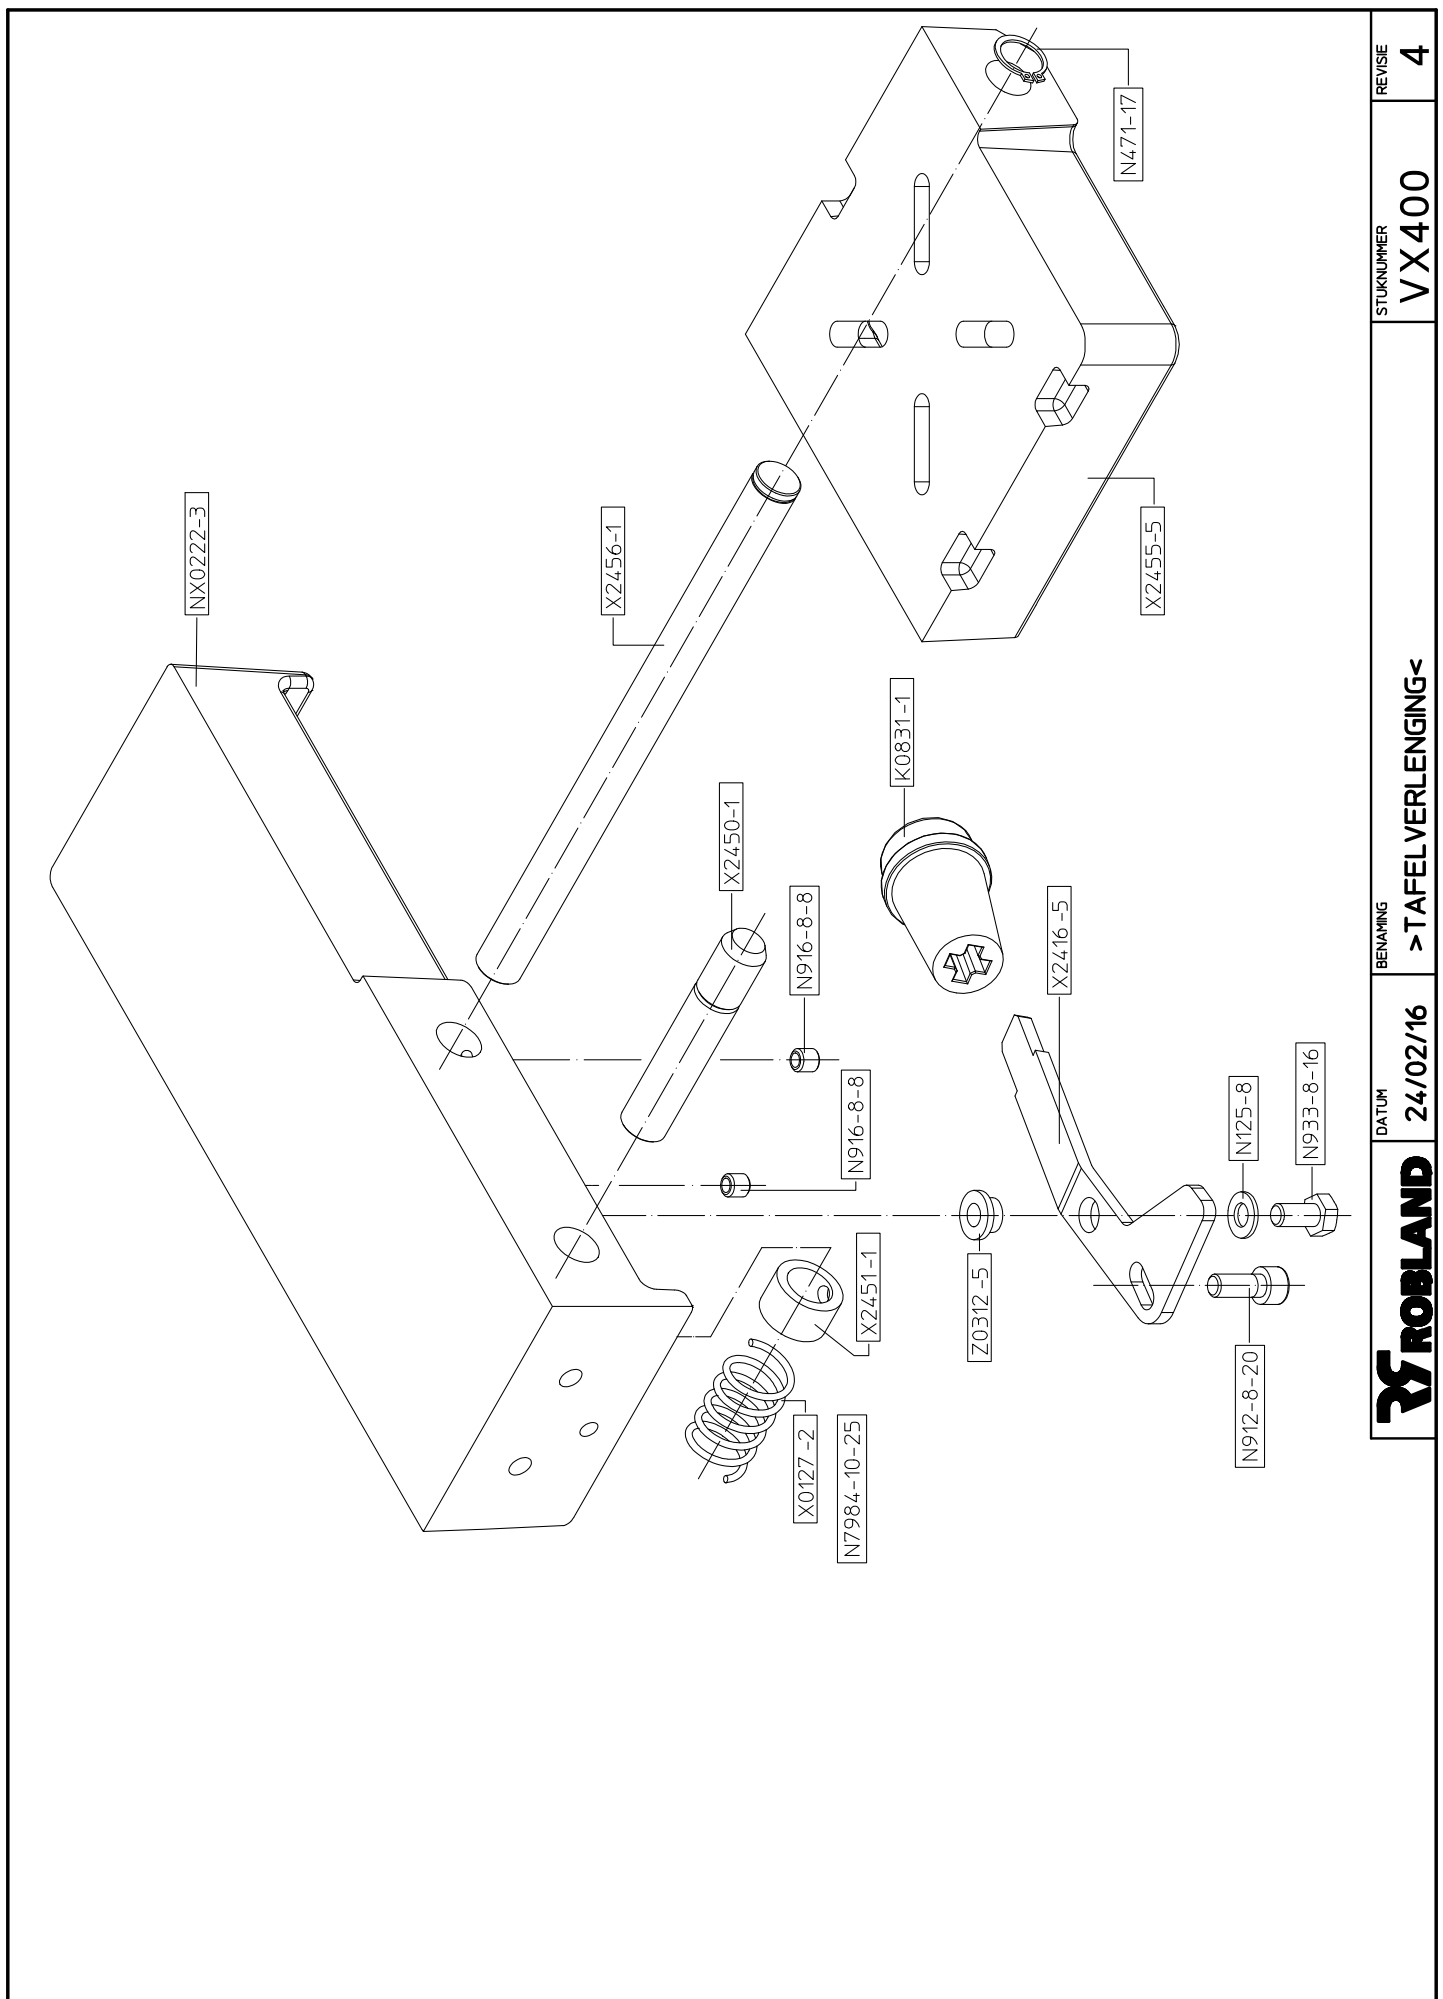 NX0222-3
X2456-1
N471-17
X2455-5
X2450-1
N916-8-8
K0831-1
N916-8-8
X2416-5
X2451-1
X0127-2
N7984-10-25
Z0312-5
N125-8
N933-8-16
N912-8-20
ROBLAND
DATUM
24/02/16
BENAMING
>TAFELVERLENGING<
STUKNUMMER
VX400
REVISIE
4